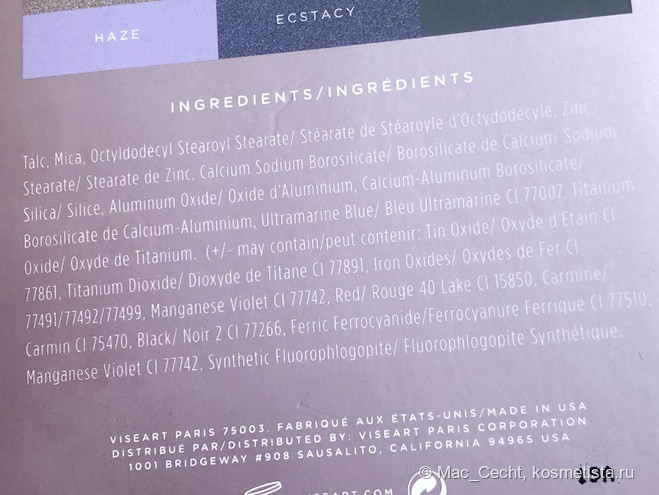 HAZE
ECSTACY
INGREDIENTS/INGRÉDIENTS
Talc, Mica, Octyldodecyl Stearoyl Stearate/ Stéarate de Stéaroyle d'Octydodécyle, Zinc
Stearate/ Stearate de Zinc, Calcium Sodium Borosilicate/ Borosilicate de Calcium-Sodium,
Silica/ Silice, Aluminum Oxide/ Oxide d'Aluminium, Calcium-Aluminum Borosilicate/
Borosilicate de Calcium-Aluminium, Ultramarine Blue/ Bleu Ultramarine CI 77007, Titanium
Oxide/ Oxyde de Titanium. (+/- may contain/peut contenir: Tin Oxide/ Oxyde d'Etain CI
77861, Titanium Dioxide/ Dioxyde de Titane CI 77891, Iron Oxides/ Oxydes de Fer CI
77491/77492/77499, Manganese Violet CI 77742, Red/ Rouge 40 Lake CI 15850, Carmine/
Carmin CI 75470, Black/ Noir 2 CI 77266, Ferric Ferrocyanide/Ferrocyanure Ferrique CI 77510,
Manganese Violet CI 77742, Synthetic Fluorophlogopite/ Fluorophlogopite Synthétique.
VISEART PARIS 75003. FABRIQUÉ AUX ÉTATS-UNIS/MADE IN USA
DISTRIBUÉ PAR/DISTRIBUTED BY: VISEART PARIS CORPORATION
1001 BRIDGEWAY #908 SAUSALITO, CALIFORNIA 94965 USA
VISEART.COM
© Mac_Cecht, kosmetista.ru